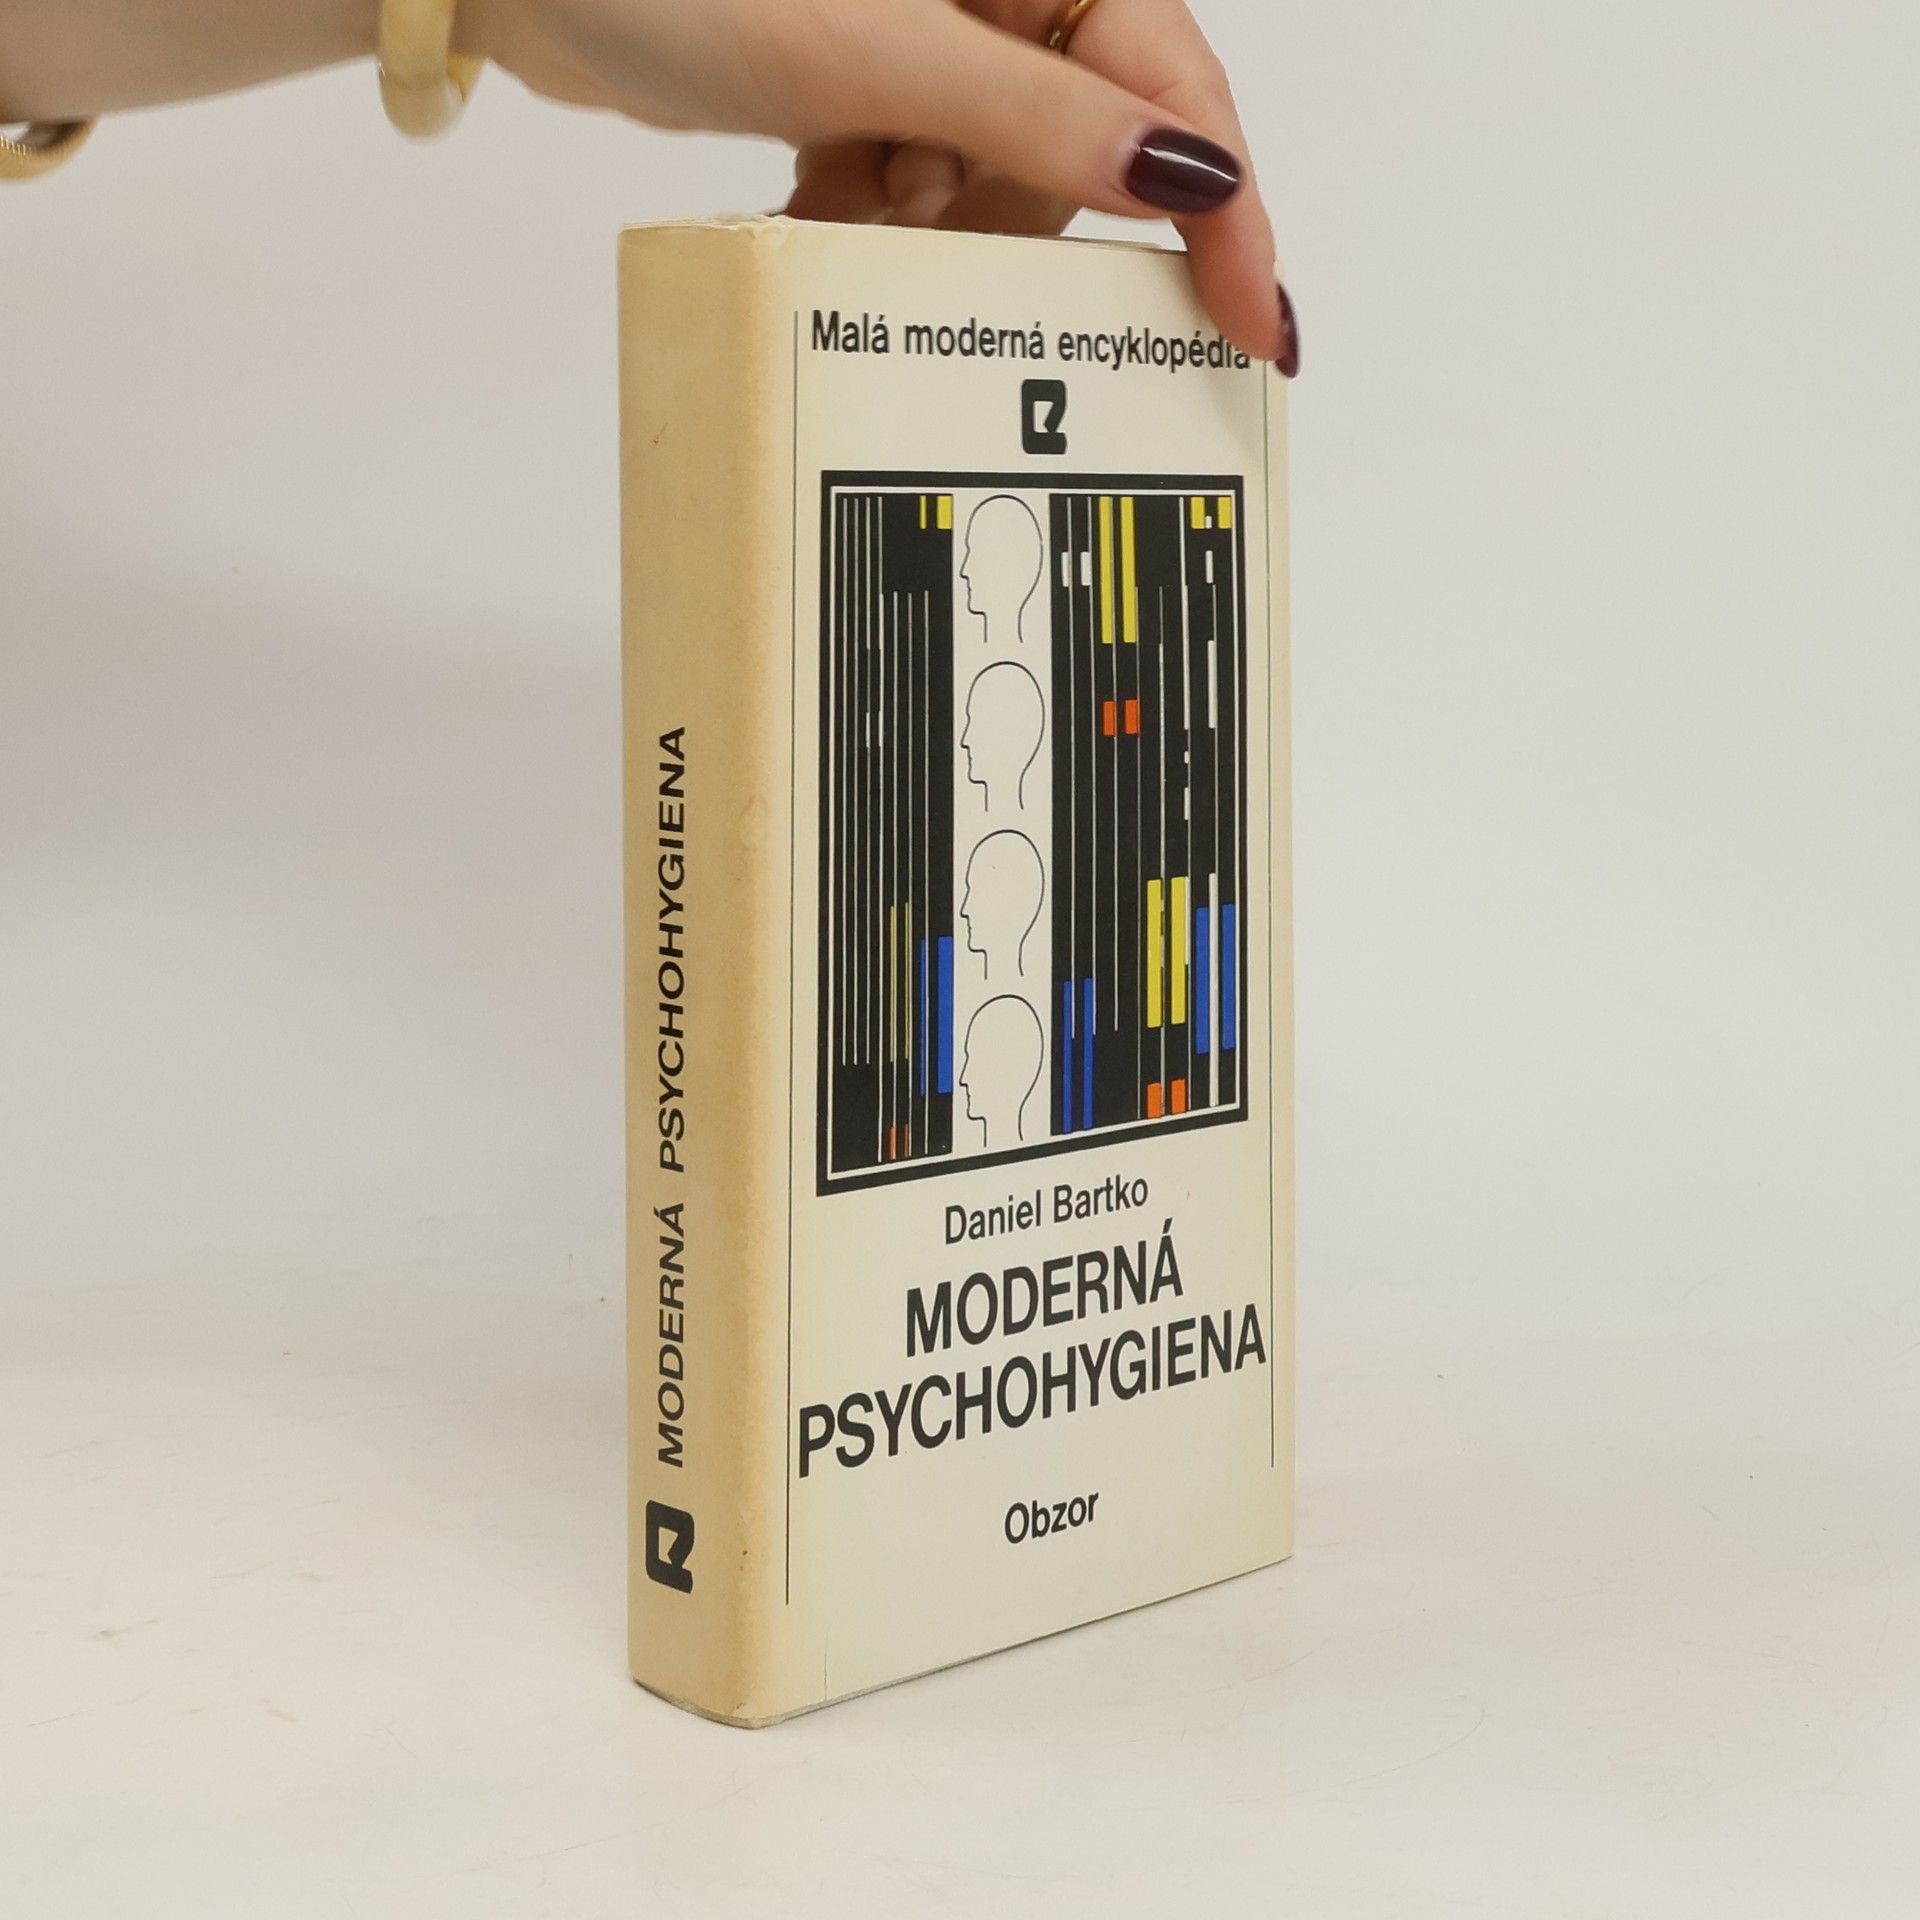 Malá moderná encyklopédia
Daniel Bartko
MODERNÁ
PSYCHOHYGIENA
Obzor
MODERNÁ PSYCHOHYGIENA